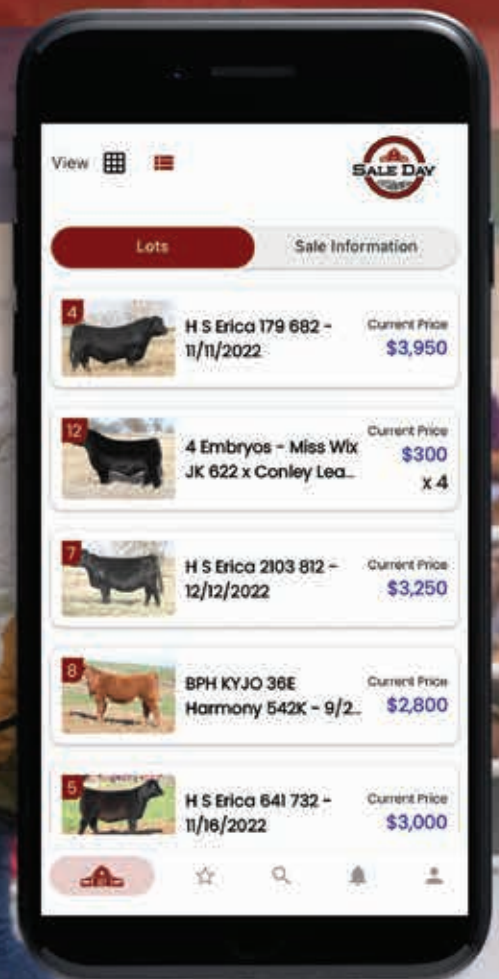 View
SALE DAY
Lots
Sale Information
4
H S Erica 179 682 -
11/11/2022
Current Price
$3,950
12
4 Embryos - Miss Wix
JK 622 x Conley Lea...
Current Price
$300
x 4
7
H S Erica 2103 812 -
12/12/2022
Current Price
$3,250
8
BPH KYJO 36E
Harmony 542K - 9/2...
Current Price
$2,800
5
H S Erica 641 732 -
11/16/2022
Current Price
$3,000